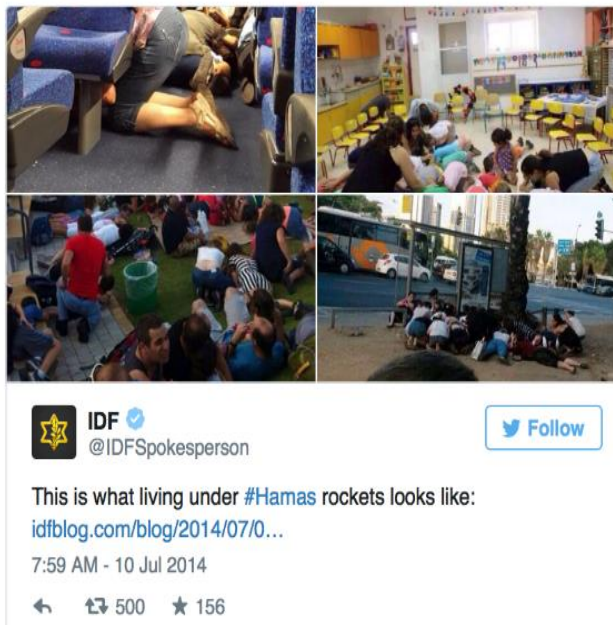 IDF
@IDFSpokesperson
Follow
This is what living under #Hamas rockets looks like:
idfblog.com/blog/2014/07/0…
7:59 AM - 10 Jul 2014
500 156